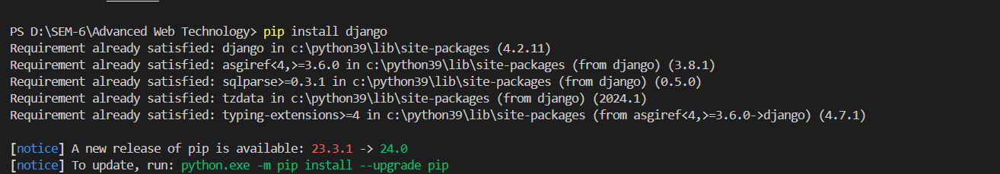 PS D:\SEM-6\Advanced Web Technology> pip install django
Requirement already satisfied: django in c:\python39\lib\site-packages (4.2.11)
Requirement already satisfied: asgiref<4,>=3.6.0 in c:\python39\lib\site-packages (from django) (3.8.1)
Requirement already satisfied: sqlparse>=0.3.1 in c:\python39\lib\site-packages (from django) (0.5.0)
Requirement already satisfied: tzdata in c:\python39\lib\site-packages (from django) (2024.1)
Requirement already satisfied: typing-extensions>=4 in c:\python39\lib\site-packages (from asgiref<4,>=3.6.0->django) (4.7.1)
[notice] A new release of pip is available: 23.3.1 -> 24.0
[notice] To update, run: python.exe -m pip install --upgrade pip